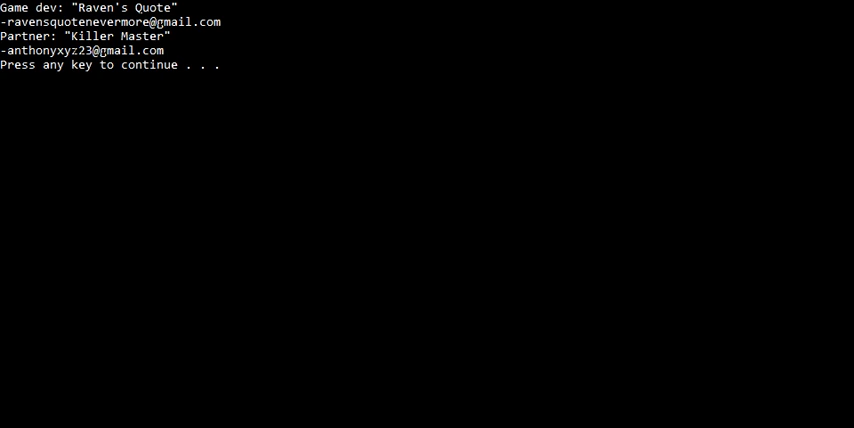 Game dev: "Raven's Quote"
-ravensquotenevermore@gmail.com
Partner: "Killer Master"
-anthonyxyz23@gmail.com
Press any key to continue . . .